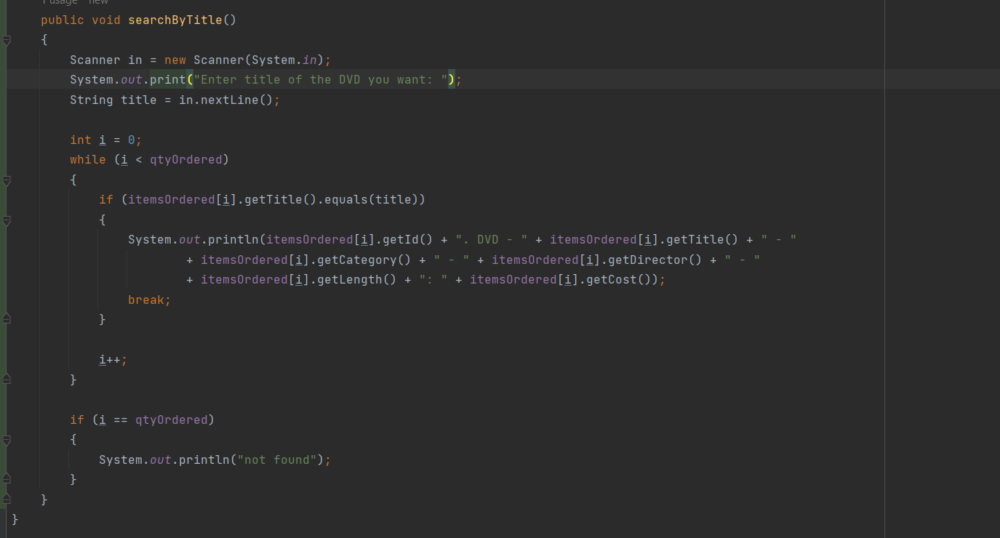 1 usage new
public void searchByTitle()
{
Scanner in = new Scanner(System.in);
System.out.print("Enter title of the DVD you want: ");
String title = in.nextLine();
int i = 0;
while (i < qtyOrdered)
{
if (itemsOrdered[i].getTitle().equals(title))
{
System.out.println(itemsOrdered[i].getId() + ". DVD - " + itemsOrdered[i].getTitle() + " - "
+ itemsOrdered[i].getCategory() + " - " + itemsOrdered[i].getDirector() + " - "
+ itemsOrdered[i].getLength() + ": " + itemsOrdered[i].getCost());
break;
}
i++;
}
if (i == qtyOrdered)
{
System.out.println("not found");
}
}
}